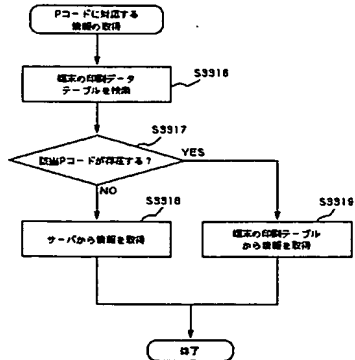 Pコードに対応する
情報の取得
S3316
端末の印刷データ
テーブルを検索
S3317
該当Pコードが存在する?
YES
NO
S3318
S3319
サーバから情報を取得
端末の印刷テーブル
から情報を取得
終了